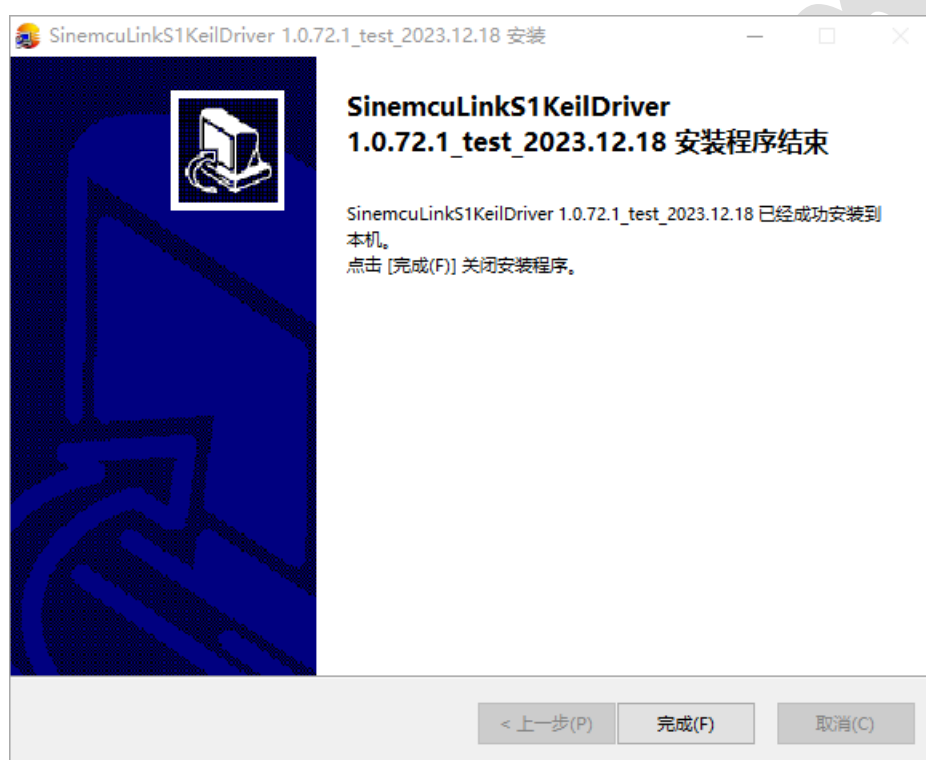 SinemcuLinkS1KeilDriver 1.0.72.1_test_2023.12.18 安装
SinemcuLinkS1KeilDriver
1.0.72.1_test_2023.12.18 安装程序结束
SinemcuLinkS1KeilDriver 1.0.72.1_test_2023.12.18 已经成功安装到
本机。
点击 [完成(F)] 关闭安装程序。
< 上一步(P)
完成(F)
取消(C)